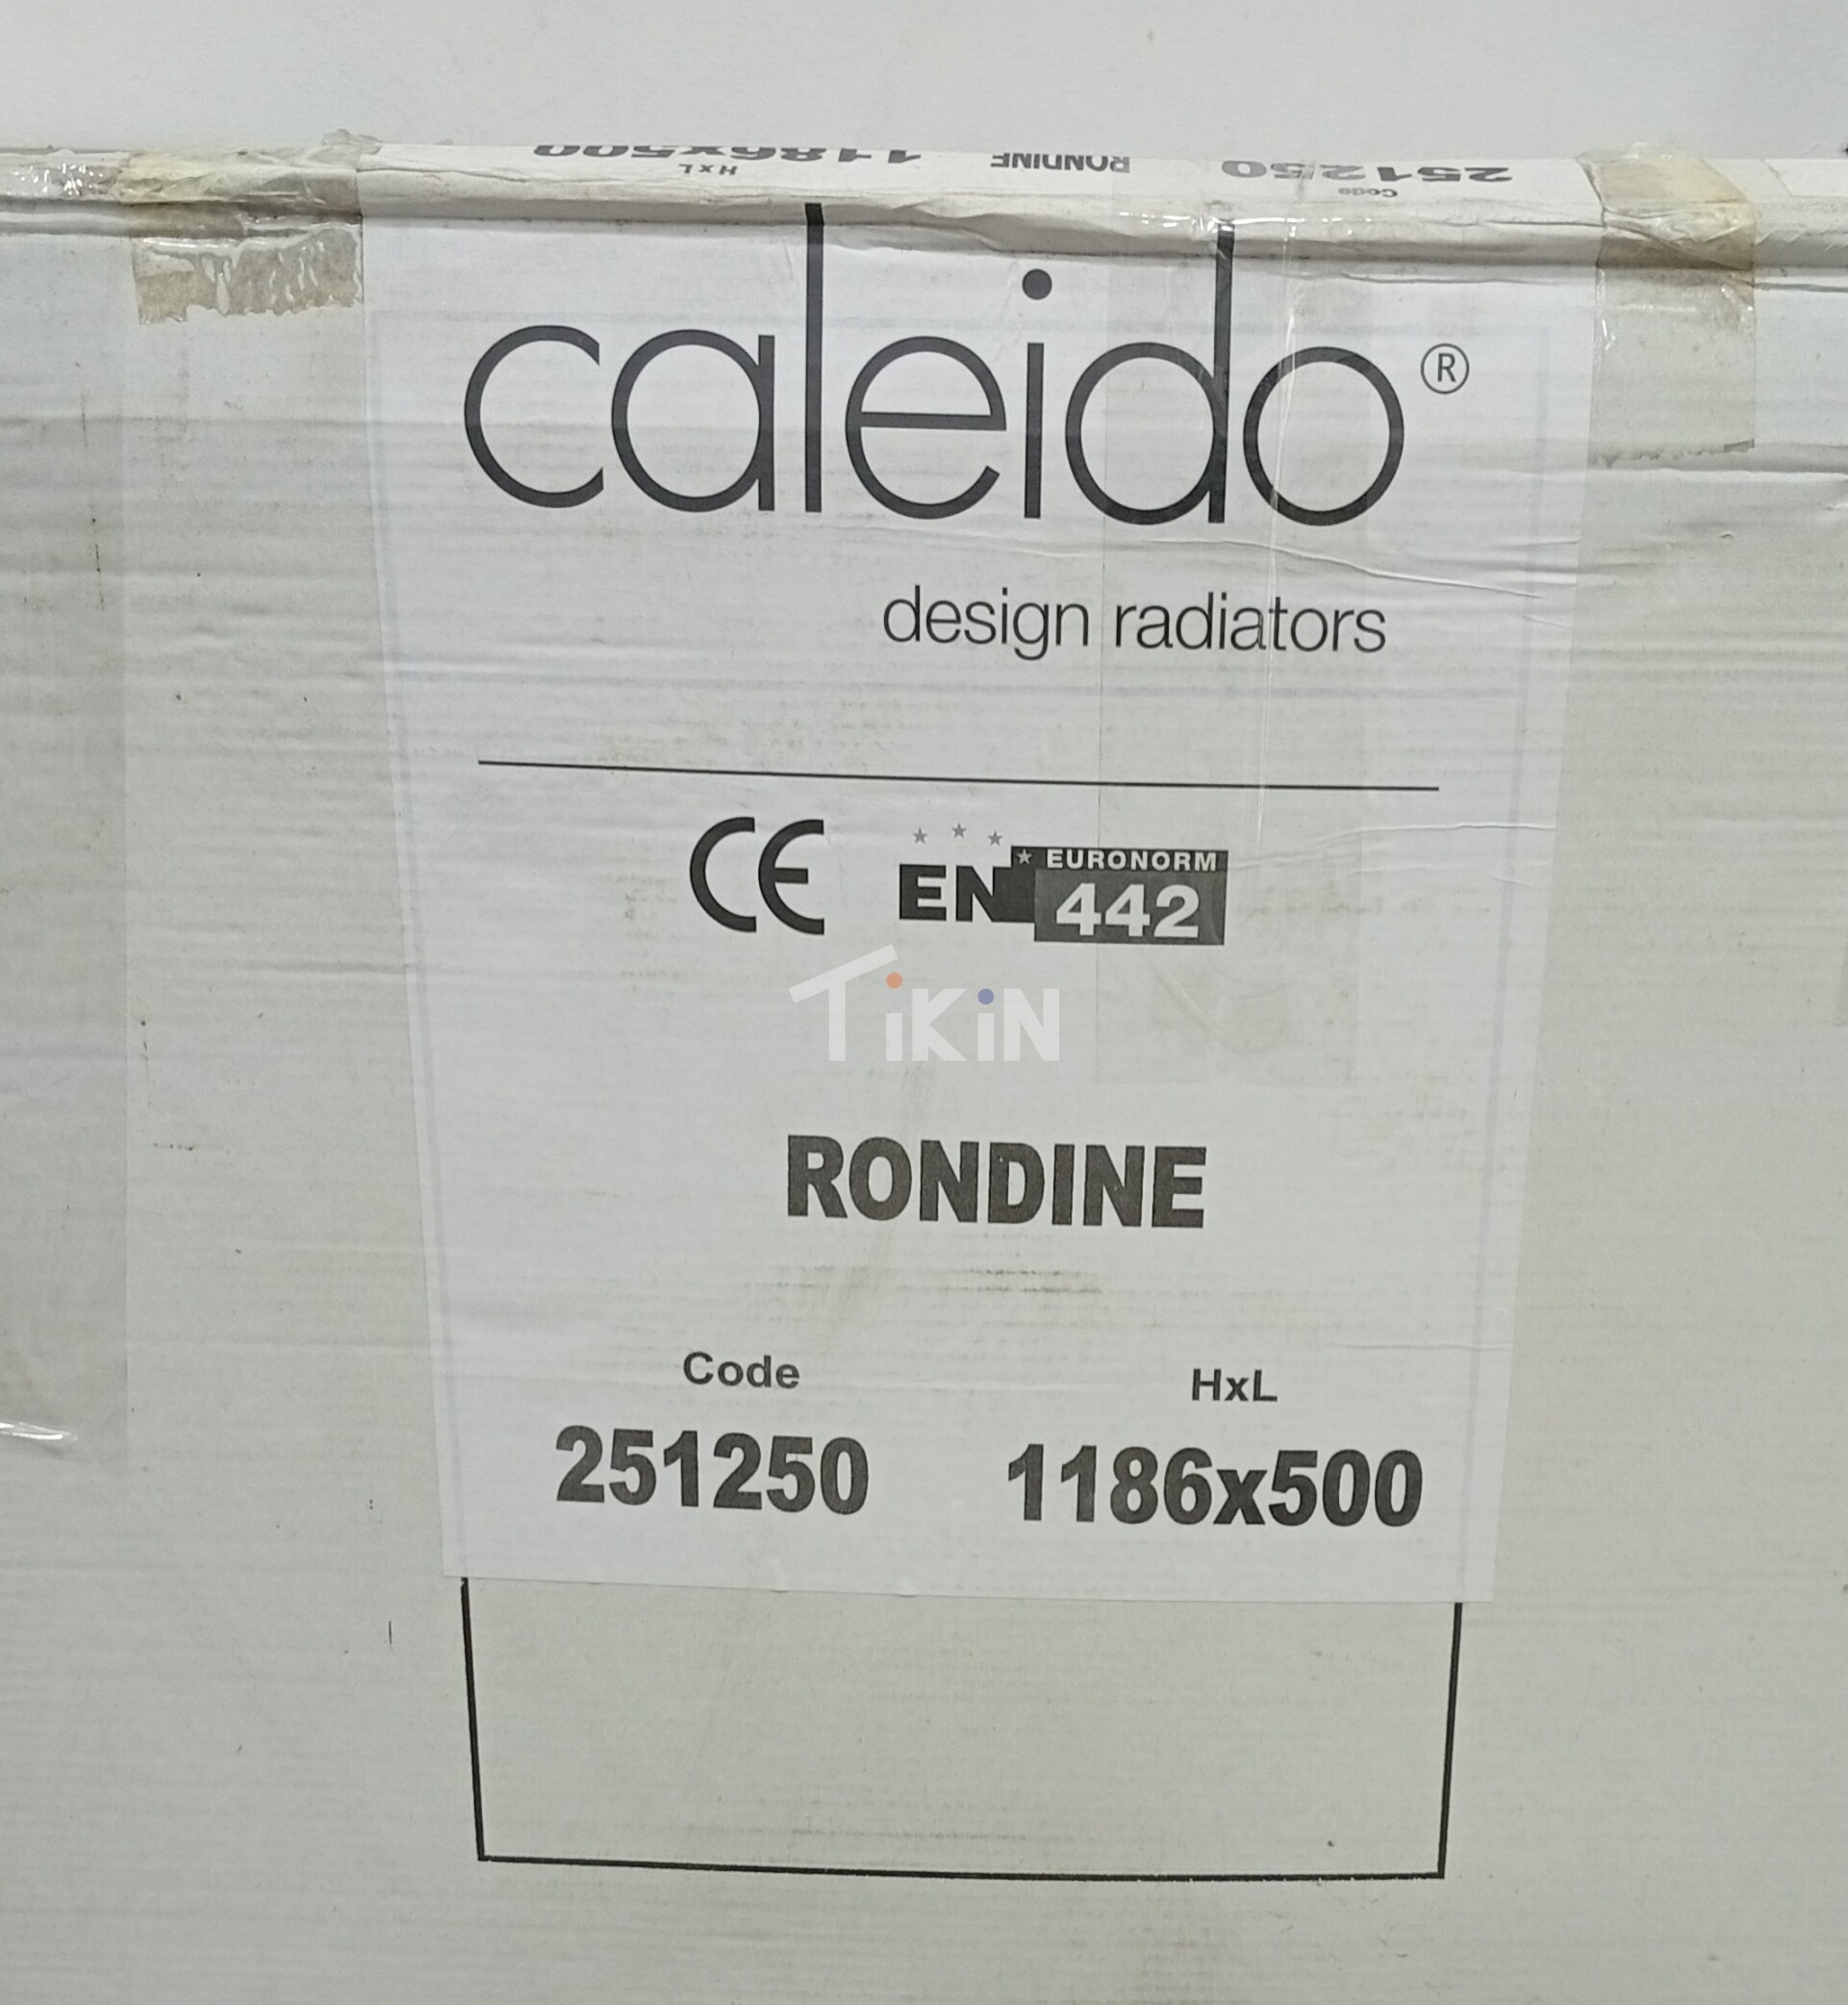 1186x500 RONDINE 251250
HxL Code
caleido®
design radiators
CE EN EURONORM 442
TiKiN
RONDINE
Code HxL
251250 1186x500